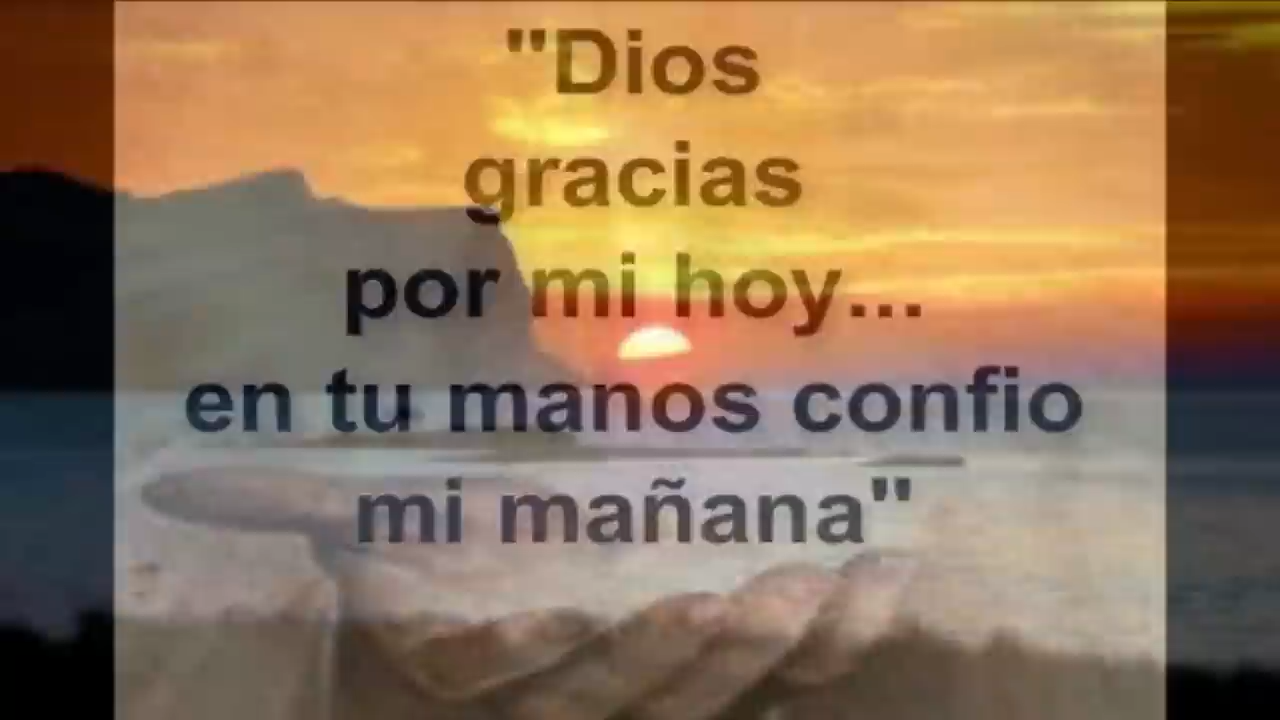 "Dios
gracias
por mi hoy...
en tu manos confio
mi mañana"